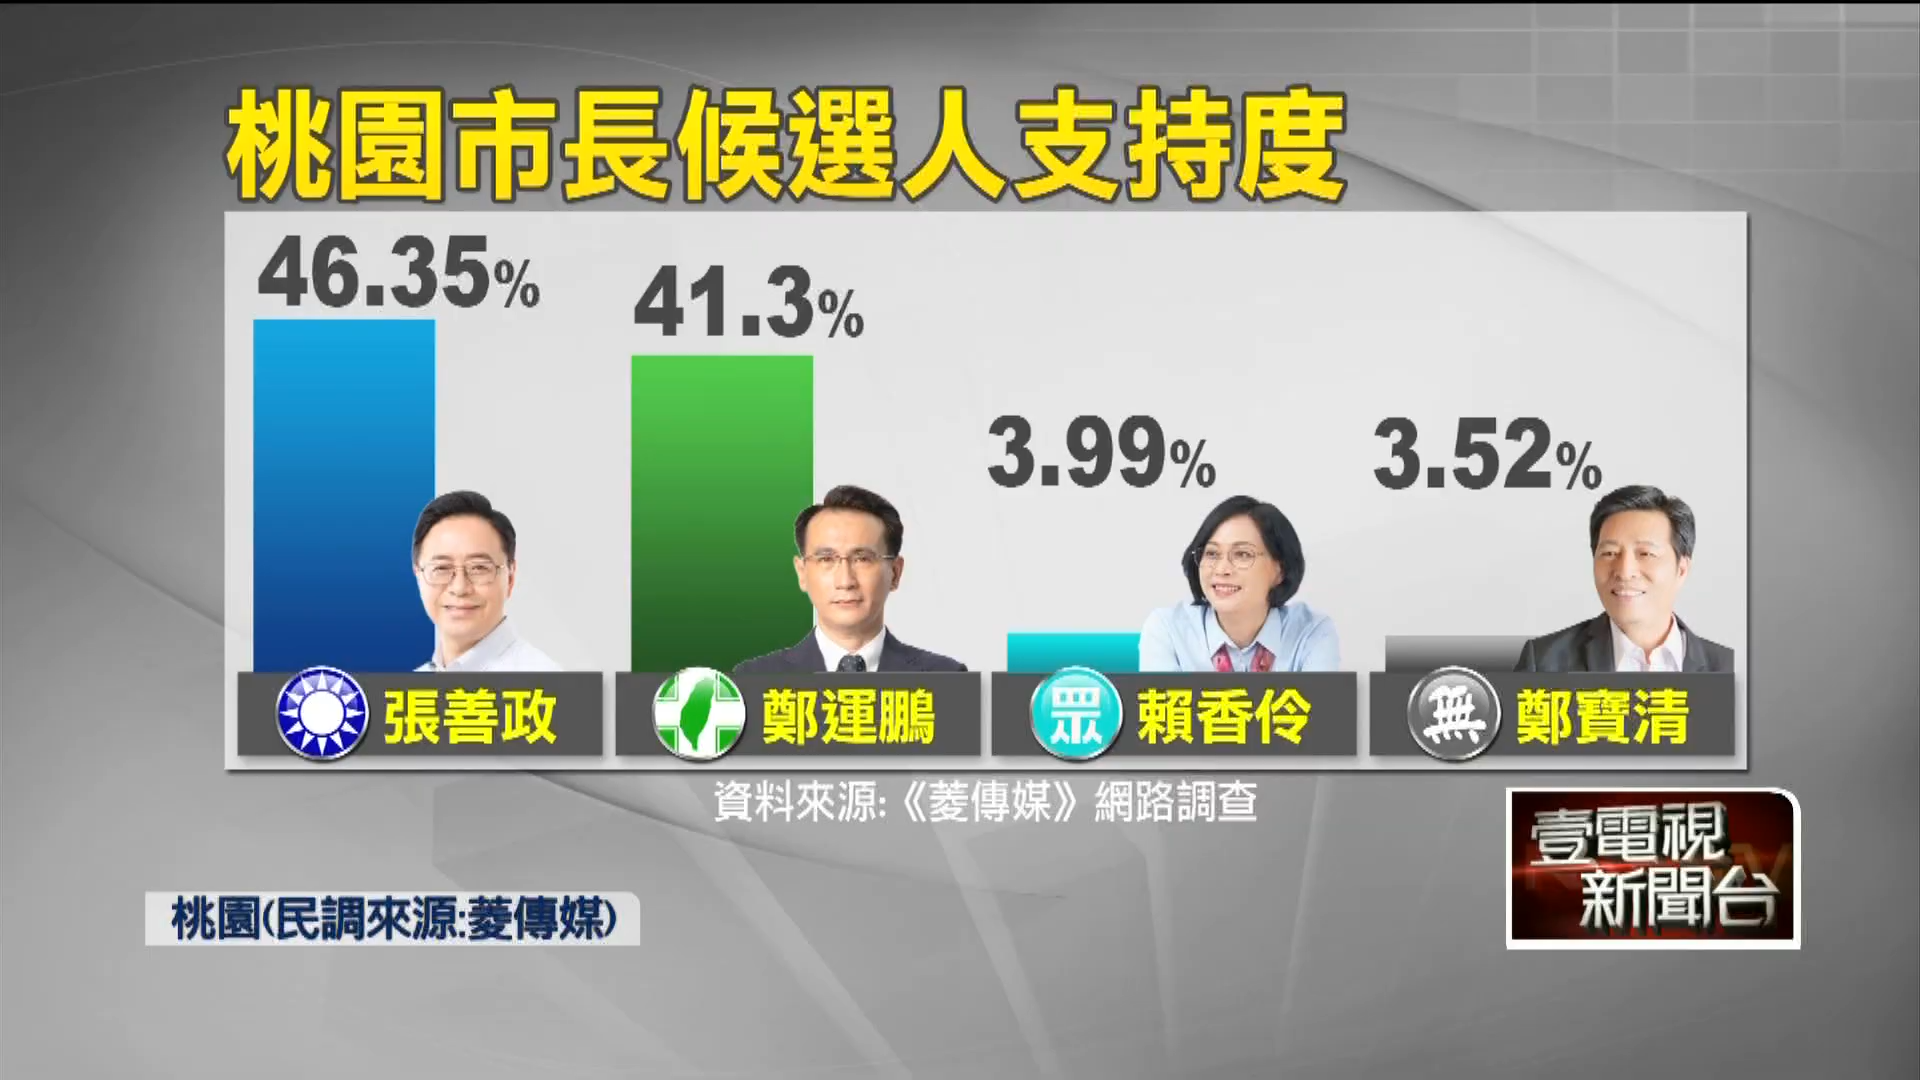 桃園市長候選人支持度
46.35%
41.3%
3.99%
3.52%
張善政
鄭運鵬
眾 賴香伶
無 鄭寶清
資料來源:《菱傳媒》網路調查
桃園(民調來源:菱傳媒)
壹電視
新聞台